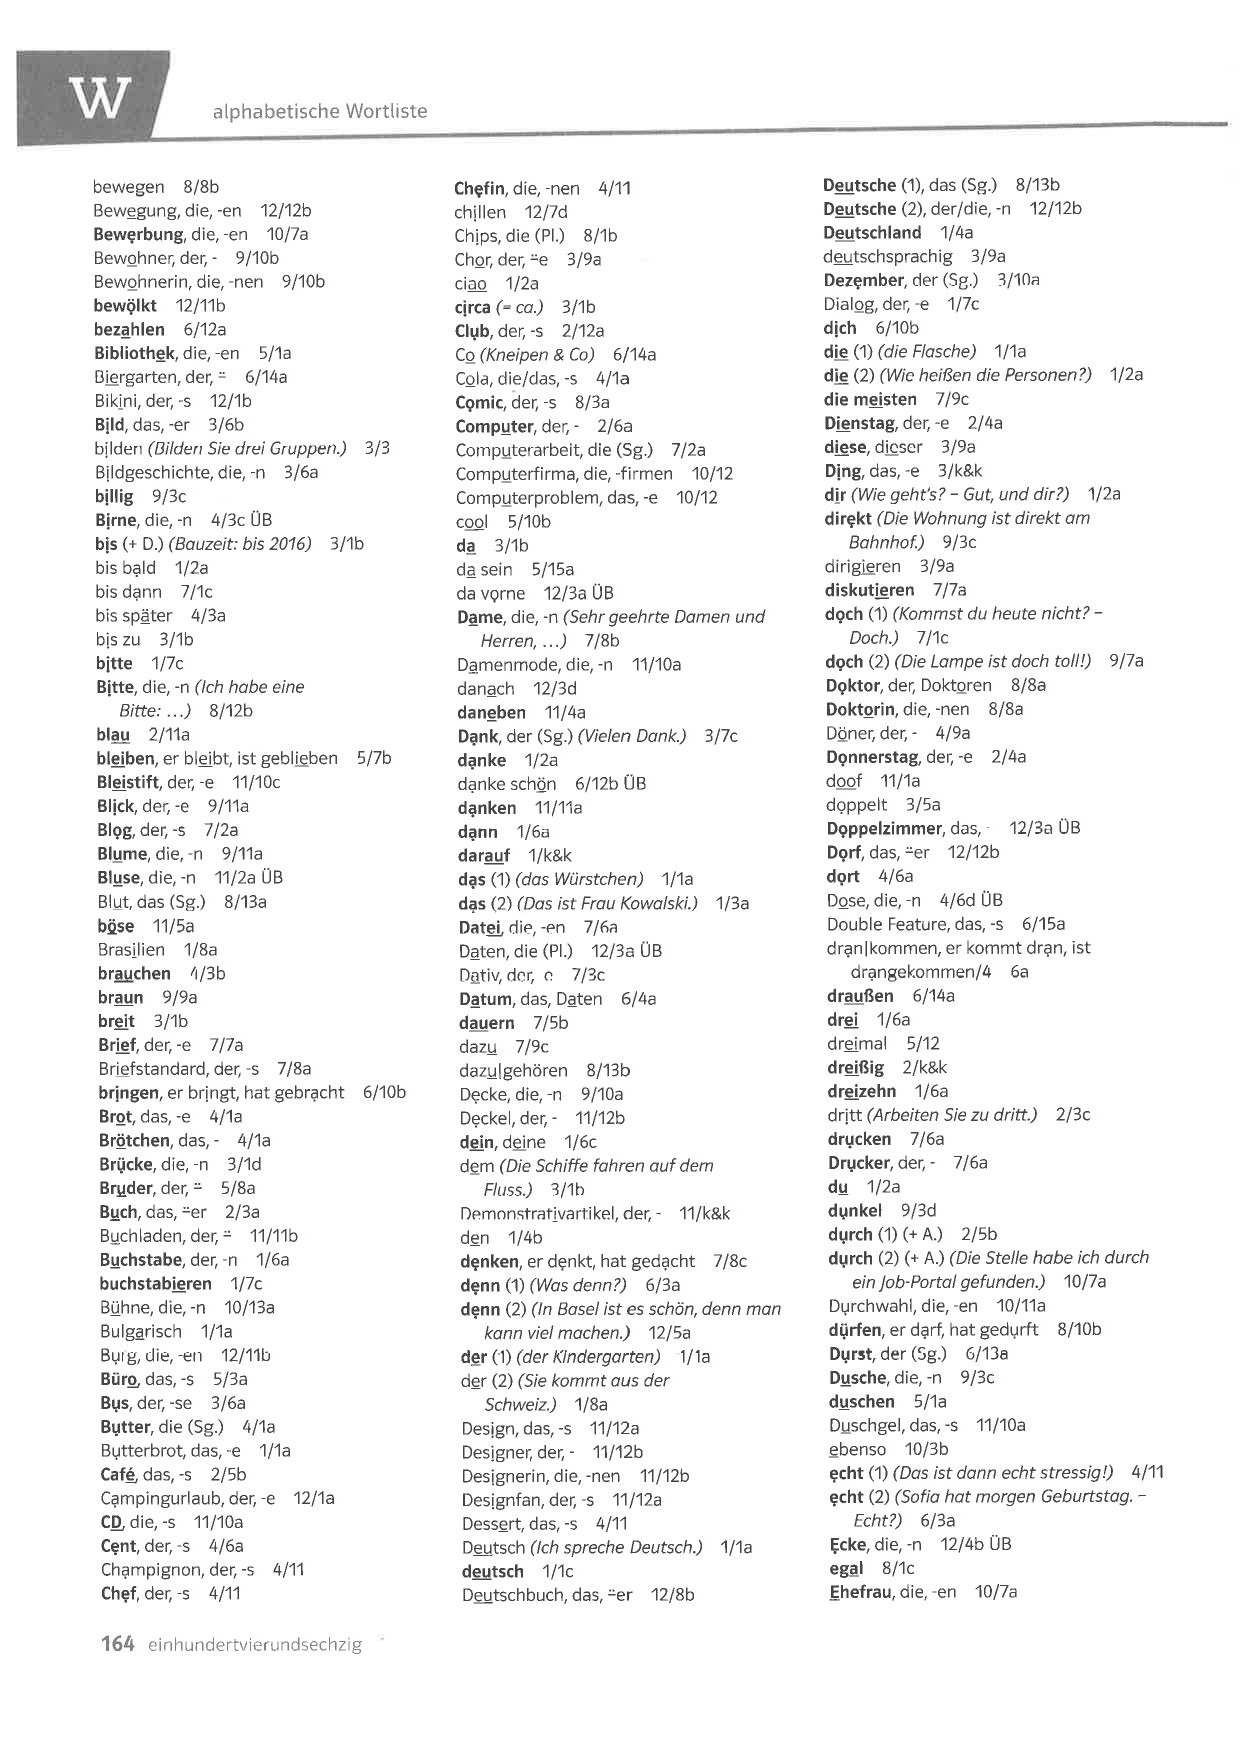 W
alphabetische Wortliste
bewegen 8/8b
Bewegung, die, -en 12/12b
Bewerbung, die, -en 10/7a
Bewohner, der, - 9/10b
Bewohnerin, die, -nen 9/10b
bewölkt 12/11b
bezahlen 6/12a
Bibliothek, die, -en 5/1a
Biergarten, der, ¨ 6/14a
Bikini, der, -s 12/1b
Bild, das, -er 3/6b
bilden (Bilden Sie drei Gruppen.) 3/3
Bildgeschichte, die, -n 3/6a
billig 9/3c
Birne, die, -n 4/3c ÜB
bis (+ D.) (Bauzeit: bis 2016) 3/1b
bis bald 1/2a
bis dann 7/1c
bis später 4/3a
bis zu 3/1b
bitte 1/7c
Bitte, die, -n (Ich habe eine
Bitte: ...) 8/12b
blau 2/11a
bleiben, er bleibt, ist geblieben 5/7b
Bleistift, der, -e 11/10c
Blick, der, -e 9/11a
Blog, der, -s 7/2a
Blume, die, -n 9/11a
Bluse, die, -n 11/2a ÜB
Blut, das (Sg.) 8/13a
böse 11/5a
Brasilien 1/8a
brauchen 4/3b
braun 9/9a
breit 3/1b
Brief, der, -e 7/7a
Briefstandard, der, -s 7/8a
bringen, er bringt, hat gebracht 6/10b
Brot, das, -e 4/1a
Brötchen, das, - 4/1a
Brücke, die, -n 3/1d
Bruder, der, ¨ 5/8a
Buch, das, ¨er 2/3a
Buchladen, der, ¨ 11/11b
Buchstabe, der, -n 1/6a
buchstabieren 1/7c
Bühne, die, -n 10/13a
Bulgarisch 1/1a
Burg, die, -en 12/11b
Büro, das, -s 5/3a
Bus, der, -se 3/6a
Butter, die (Sg.) 4/1a
Butterbrot, das, -e 1/1a
Café, das, -s 2/5b
Campingurlaub, der, -e 12/1a
CD, die, -s 11/10a
Cent, der, -s 4/6a
Champignon, der, -s 4/11
Chef, der, -s 4/11
Chefin, die, -nen 4/11
chillen 12/7d
Chips, die (Pl.) 8/1b
Chor, der, ¨e 3/9a
ciao 1/2a
circa (= ca.) 3/1b
Club, der, -s 2/12a
Co (Kneipen & Co) 6/14a
Cola, die/das, -s 4/1a
Comic, der, -s 8/3a
Computer, der, - 2/6a
Computerarbeit, die (Sg.) 7/2a
Computerfirma, die, -firmen 10/12
Computerproblem, das, -e 10/12
cool 5/10b
da 3/1b
da sein 5/15a
da vorne 12/3a ÜB
Dame, die, -n (Sehr geehrte Damen und
Herren, ...) 7/8b
Damenmode, die, -n 11/10a
danach 12/3d
daneben 11/4a
Dank, der (Sg.) (Vielen Dank.) 3/7c
danke 1/2a
danke schön 6/12b ÜB
danken 11/11a
dann 1/6a
darauf 1/k&k
das (1) (das Würstchen) 1/1a
das (2) (Das ist Frau Kowalski.) 1/3a
Datei, die, -en 7/6a
Daten, die (Pl.) 12/3a ÜB
Dativ, der, -e 7/3c
Datum, das, Daten 6/4a
dauern 7/5b
dazu 7/9c
dazu|gehören 8/13b
Decke, die, -n 9/10a
Deckel, der, - 11/12b
dein, deine 1/6c
dem (Die Schiffe fahren auf dem
Fluss.) 3/1b
Demonstrativartikel, der, - 11/k&k
den 1/4b
denken, er denkt, hat gedacht 7/8c
denn (1) (Was denn?) 6/3a
denn (2) (In Basel ist es schön, denn man
kann viel machen.) 12/5a
der (1) (der Kindergarten) 1/1a
der (2) (Sie kommt aus der
Schweiz.) 1/8a
Design, das, -s 11/12a
Designer, der, - 11/12b
Designerin, die, -nen 11/12b
Designfan, der, -s 11/12a
Dessert, das, -s 4/11
Deutsch (Ich spreche Deutsch.) 1/1a
deutsch 1/1c
Deutschbuch, das, ¨er 12/8b
Deutsche (1), das (Sg.) 8/13b
Deutsche (2), der/die, -n 12/12b
Deutschland 1/4a
deutschsprachig 3/9a
Dezember, der (Sg.) 3/10a
Dialog, der, -e 1/7c
dich 6/10b
die (1) (die Flasche) 1/1a
die (2) (Wie heißen die Personen?) 1/2a
die meisten 7/9c
Dienstag, der, -e 2/4a
diese, dieser 3/9a
Ding, das, -e 3/k&k
dir (Wie geht's? – Gut, und dir?) 1/2a
direkt (Die Wohnung ist direkt am
Bahnhof.) 9/3c
dirigieren 3/9a
diskutieren 7/7a
doch (1) (Kommst du heute nicht? –
Doch.) 7/1c
doch (2) (Die Lampe ist doch toll!) 9/7a
Doktor, der, Doktoren 8/8a
Doktorin, die, -nen 8/8a
Döner, der, - 4/9a
Donnerstag, der, -e 2/4a
doof 11/1a
doppelt 3/5a
Doppelzimmer, das, - 12/3a ÜB
Dorf, das, ¨er 12/12b
dort 4/6a
Dose, die, -n 4/6d ÜB
Double Feature, das, -s 6/15a
dran|kommen, er kommt dran, ist
drangekommen/4 6a
draußen 6/14a
drei 1/6a
dreimal 5/12
dreißig 2/k&k
dreizehn 1/6a
dritt (Arbeiten Sie zu dritt.) 2/3c
drucken 7/6a
Drucker, der, - 7/6a
du 1/2a
dunkel 9/3d
durch (1) (+ A.) 2/5b
durch (2) (+ A.) (Die Stelle habe ich durch
ein Job-Portal gefunden.) 10/7a
Durchwahl, die, -en 10/11a
dürfen, er darf, hat gedurft 8/10b
Durst, der (Sg.) 6/13a
Dusche, die, -n 9/3c
duschen 5/1a
Duschgel, das, -s 11/10a
ebenso 10/3b
echt (1) (Das ist dann echt stressig!) 4/11
echt (2) (Sofia hat morgen Geburtstag. –
Echt?) 6/3a
Ecke, die, -n 12/4b ÜB
egal 8/1c
Ehefrau, die, -en 10/7a
164 einhundertvierundsechzig